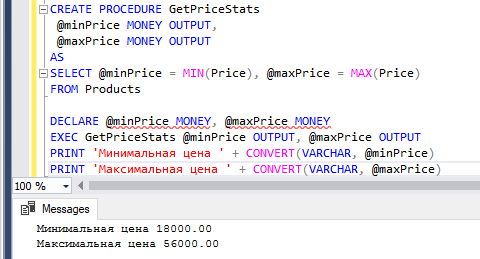 CREATE PROCEDURE GetPriceStats
@minPrice MONEY OUTPUT,
@maxPrice MONEY OUTPUT
AS
SELECT @minPrice = MIN(Price), @maxPrice = MAX(Price)
FROM Products
DECLARE @minPrice MONEY, @maxPrice MONEY
EXEC GetPriceStats @minPrice OUTPUT, @maxPrice OUTPUT
PRINT 'Минимальная цена ' + CONVERT(VARCHAR, @minPrice)
PRINT 'Максимальная цена ' + CONVERT(VARCHAR, @maxPrice)
100 %
Messages
Минимальная цена 18000.00
Максимальная цена 56000.00